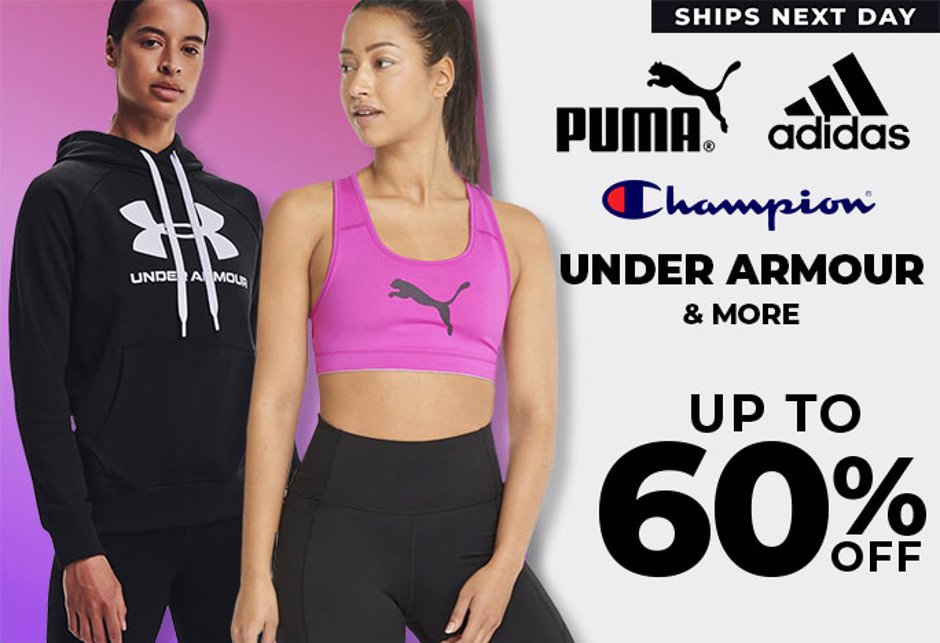 SHIPS NEXT DAY
PUMA®
adidas
Champion®
UNDER ARMOUR
& MORE
UP TO
60%
OFF
UNDER ARMOUR